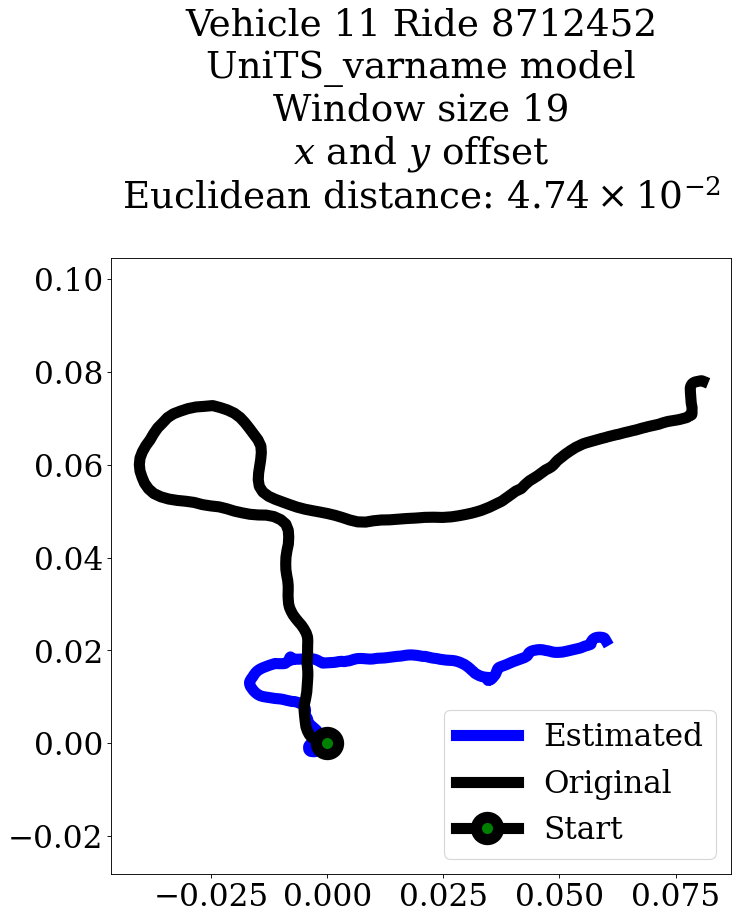 Vehicle 11 Ride 8712452
UniTS_varname model
Window size 19
x and y offset
Euclidean distance: 4.74 × 10⁻²
0.10
0.08
0.06
0.04
0.02
0.00
−0.02
Estimated
Original
Start
−0.025 0.000 0.025 0.050 0.075